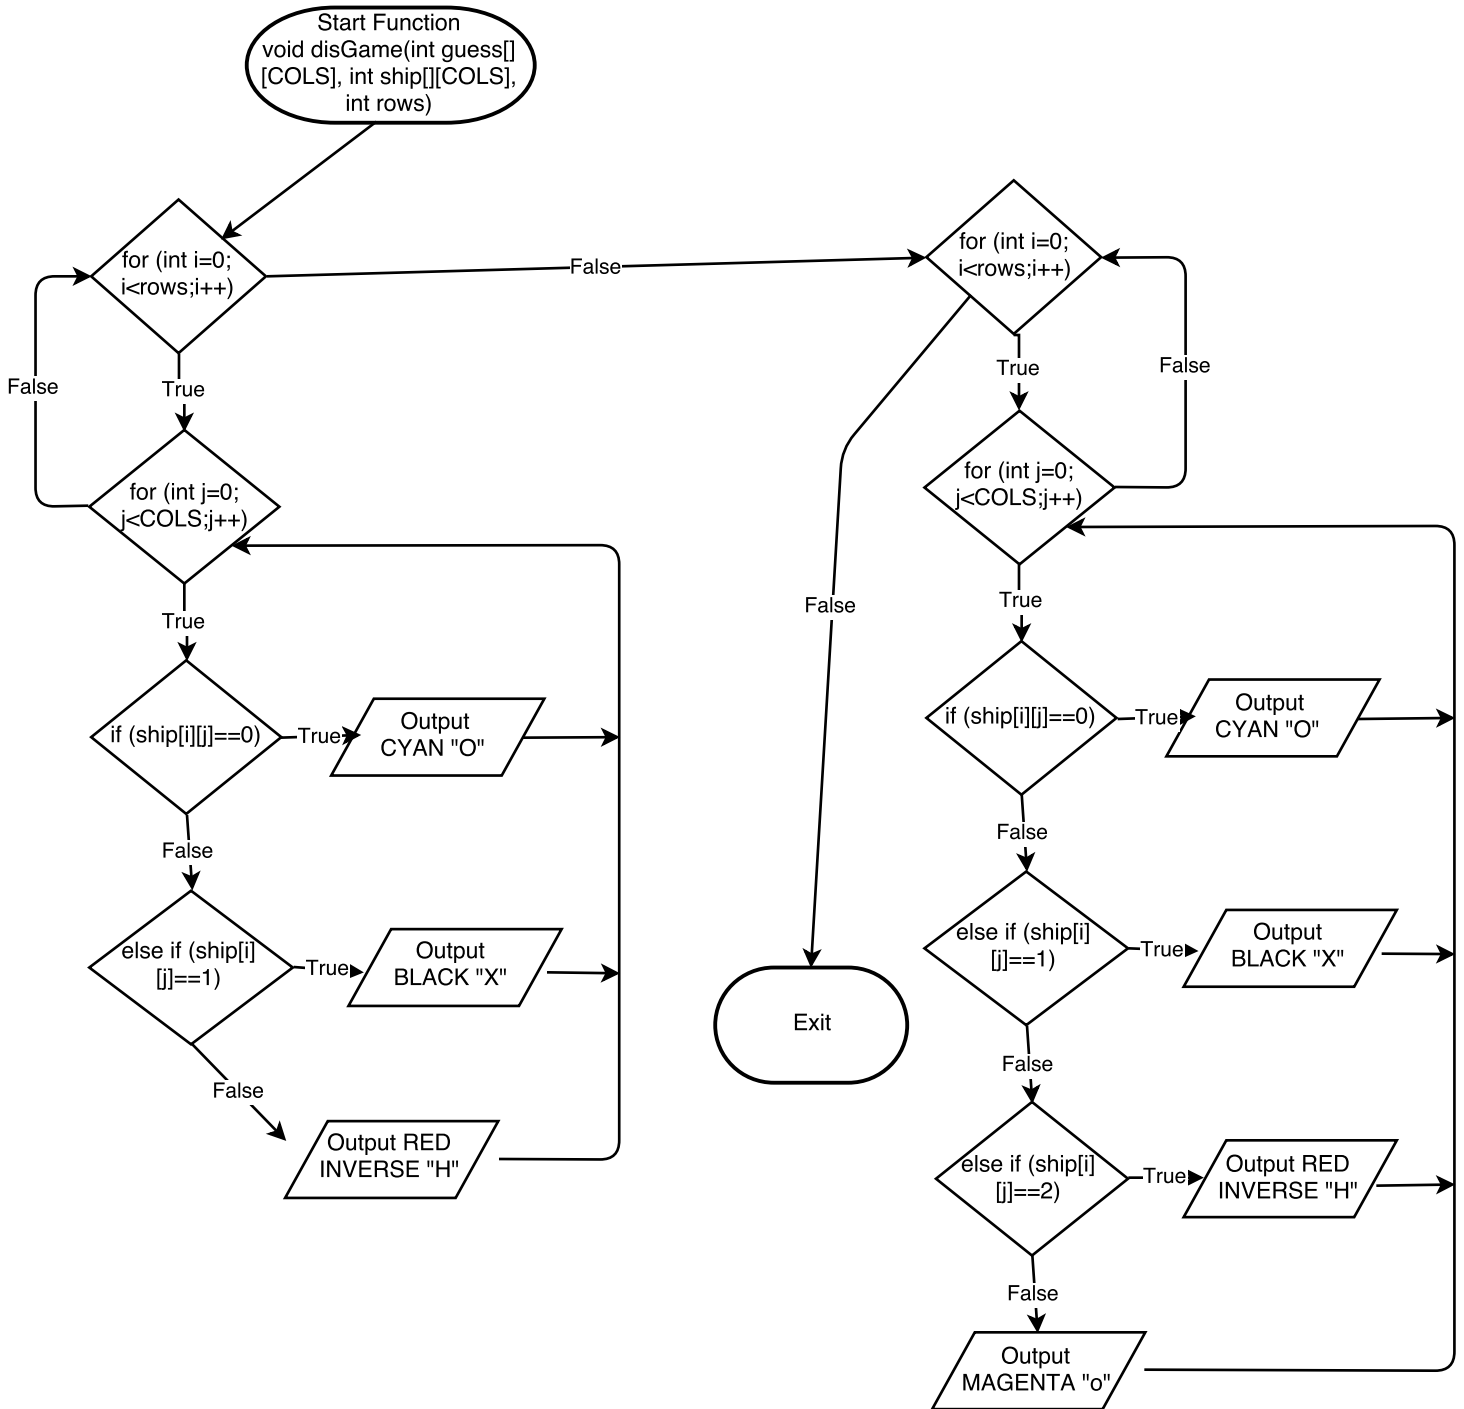 Start Function
void disGame(int guess[]
[COLS], int ship[][COLS],
int rows)
for (int i=0;
i<rows;i++)
False
True
False
for (int j=0;
j<COLS;j++)
True
if (ship[i][j]==0)
True
Output
CYAN "O"
False
else if (ship[i]
[j]==1)
True
Output
BLACK "X"
False
Output RED
INVERSE "H"
for (int i=0;
i<rows;i++)
True
False
False
Exit
for (int j=0;
j<COLS;j++)
True
if (ship[i][j]==0)
True
Output
CYAN "O"
False
else if (ship[i]
[j]==1)
True
Output
BLACK "X"
False
else if (ship[i]
[j]==2)
True
Output RED
INVERSE "H"
False
Output
MAGENTA "o"